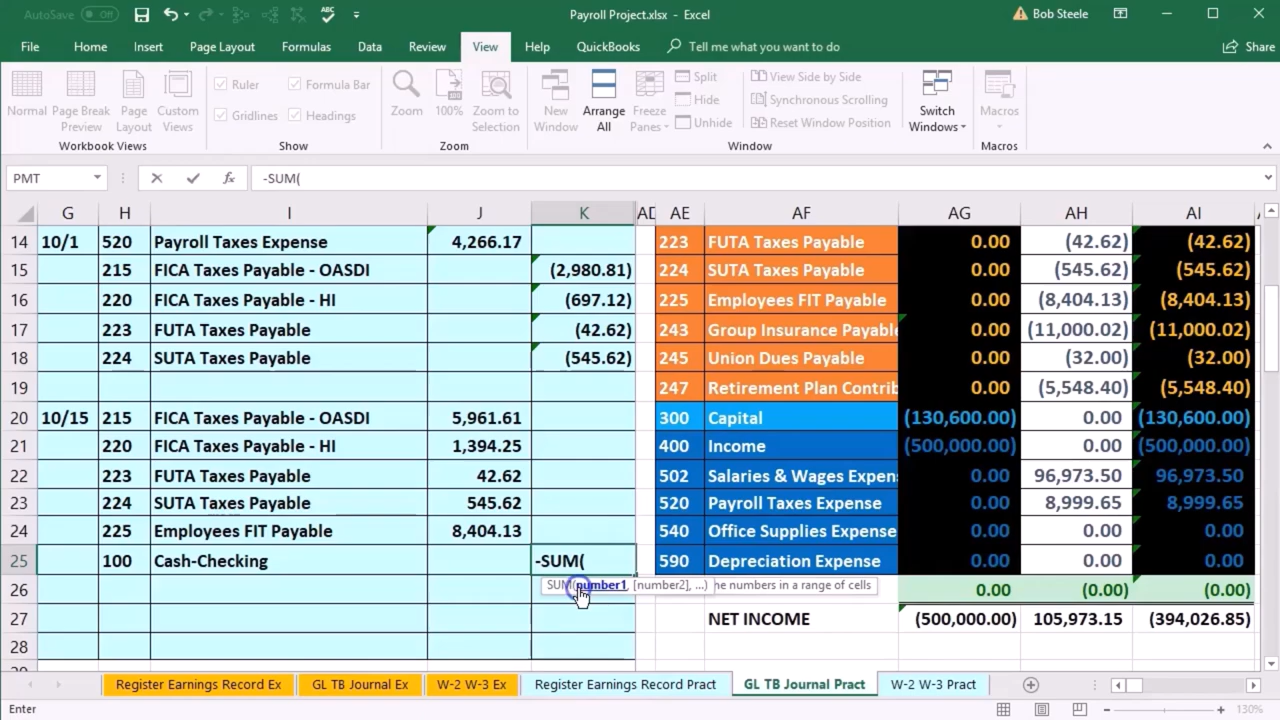 AutoSave Off Payroll Project.xlsx - Excel Bob Steele
File Home Insert Page Layout Formulas Data Review View Help QuickBooks Tell me what you want to do Share
Normal Page Break Preview Page Layout Custom Views
Workbook Views
Ruler Formula Bar
Gridlines Headings
Show
Zoom 100% Zoom to Selection
Zoom
New Window Arrange All Freeze Panes
Split
Hide
Unhide
View Side by Side
Synchronous Scrolling
Reset Window Position
Switch Windows
Window
Macros
Macros
PMT fx -SUM(
G H I J K AD AE AF AG AH AI
14 10/1 520 Payroll Taxes Expense 4,266.17 223 FUTA Taxes Payable 0.00 (42.62) (42.62)
15 215 FICA Taxes Payable - OASDI (2,980.81) 224 SUTA Taxes Payable 0.00 (545.62) (545.62)
16 220 FICA Taxes Payable - HI (697.12) 225 Employees FIT Payable 0.00 (8,404.13) (8,404.13)
17 223 FUTA Taxes Payable (42.62) 243 Group Insurance Payable 0.00 (11,000.02) (11,000.02)
18 224 SUTA Taxes Payable (545.62) 245 Union Dues Payable 0.00 (32.00) (32.00)
19 247 Retirement Plan Contrib 0.00 (5,548.40) (5,548.40)
20 10/15 215 FICA Taxes Payable - OASDI 5,961.61 300 Capital (130,600.00) 0.00 (130,600.00)
21 220 FICA Taxes Payable - HI 1,394.25 400 Income (500,000.00) 0.00 (500,000.00)
22 223 FUTA Taxes Payable 42.62 502 Salaries & Wages Expen 0.00 96,973.50 96,973.50
23 224 SUTA Taxes Payable 545.62 520 Payroll Taxes Expense 0.00 8,999.65 8,999.65
24 225 Employees FIT Payable 8,404.13 540 Office Supplies Expense 0.00 0.00 0.00
25 100 Cash-Checking -SUM( 590 Depreciation Expense 0.00 0.00 0.00
26 SUM(number1, [number2], ...) he numbers in a range of cells 0.00 (0.00) (0.00)
27 NET INCOME (500,000.00) 105,973.15 (394,026.85)
28
Register Earnings Record Ex GL TB Journal Ex W-2 W-3 Ex Register Earnings Record Pract GL TB Journal Pract W-2 W-3 Pract
Enter 130%